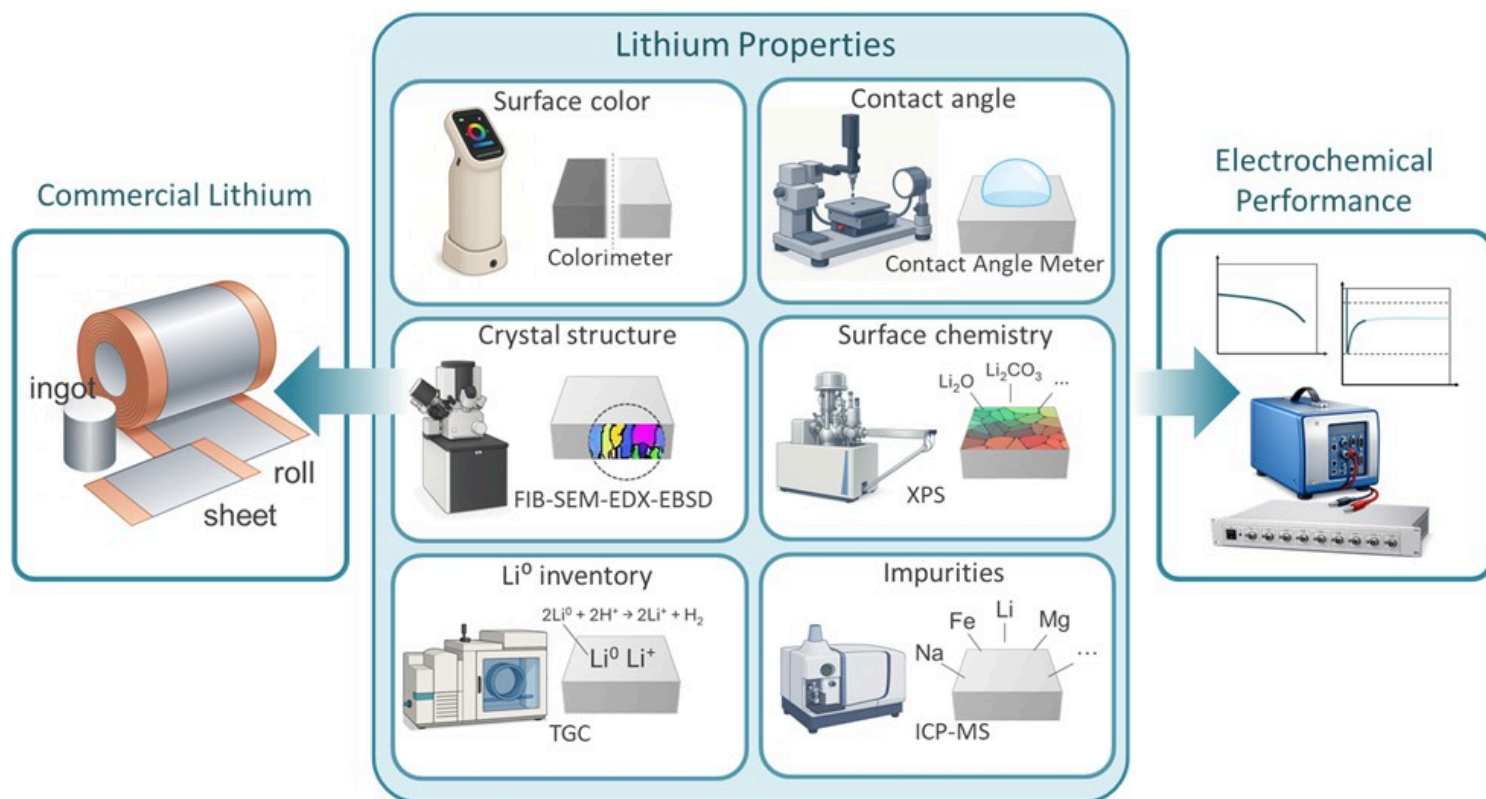 Lithium Properties
Commercial Lithium
ingot
roll
sheet
Surface color
Colorimeter
Contact angle
Contact Angle Meter
Crystal structure
FIB-SEM-EDX-EBSD
Surface chemistry
Li₂O
Li₂CO₃
...
XPS
Li⁰ inventory
2Li⁰ + 2H⁺ → 2Li⁺ + H₂
Li⁰ Li⁺
TGC
Impurities
Na
Fe
Li
Mg
...
ICP-MS
Electrochemical
Performance